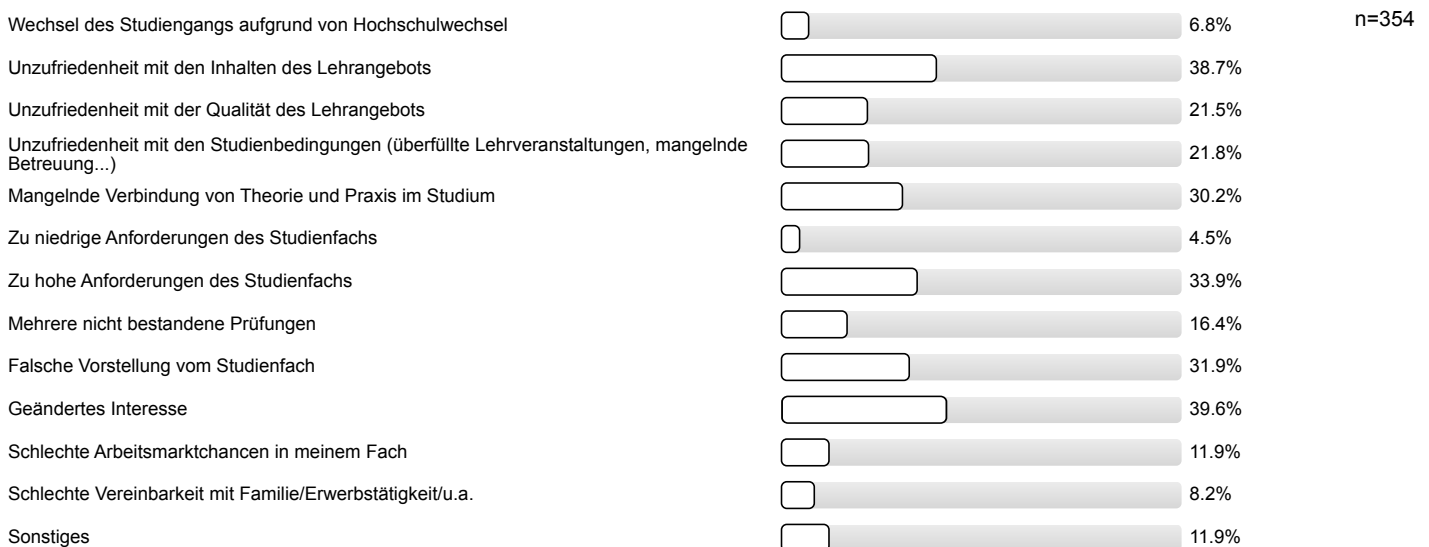 Wechsel des Studiengangs aufgrund von Hochschulwechsel 6.8% n=354
Unzufriedenheit mit den Inhalten des Lehrangebots 38.7%
Unzufriedenheit mit der Qualität des Lehrangebots 21.5%
Unzufriedenheit mit den Studienbedingungen (überfüllte Lehrveranstaltungen, mangelnde
Betreuung...) 21.8%
Mangelnde Verbindung von Theorie und Praxis im Studium 30.2%
Zu niedrige Anforderungen des Studienfachs 4.5%
Zu hohe Anforderungen des Studienfachs 33.9%
Mehrere nicht bestandene Prüfungen 16.4%
Falsche Vorstellung vom Studienfach 31.9%
Geändertes Interesse 39.6%
Schlechte Arbeitsmarktchancen in meinem Fach 11.9%
Schlechte Vereinbarkeit mit Familie/Erwerbstätigkeit/u.a. 8.2%
Sonstiges 11.9%